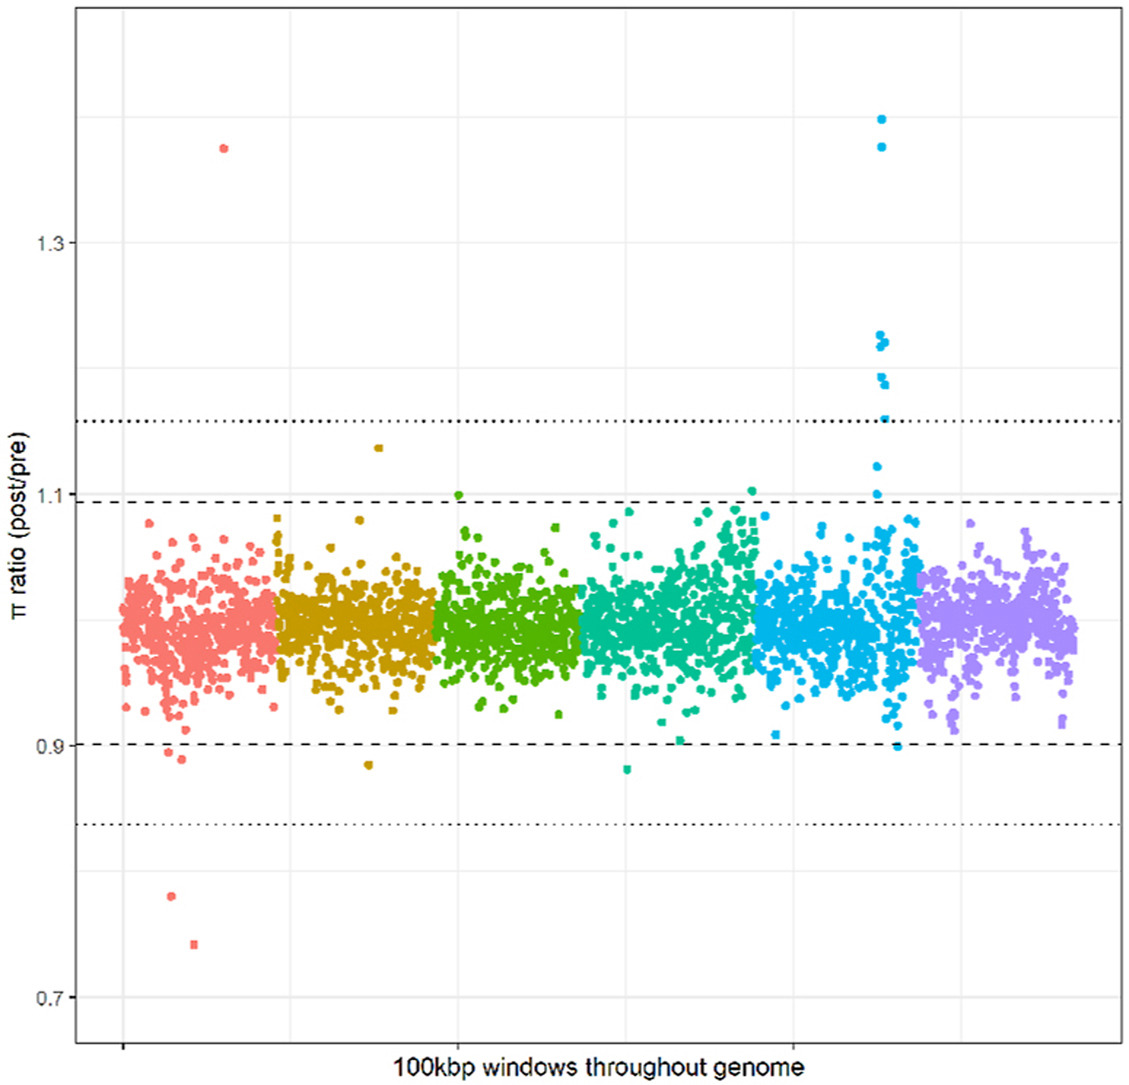 π ratio (post/pre)
1.3
1.1
0.9
0.7
100kbp windows throughout genome